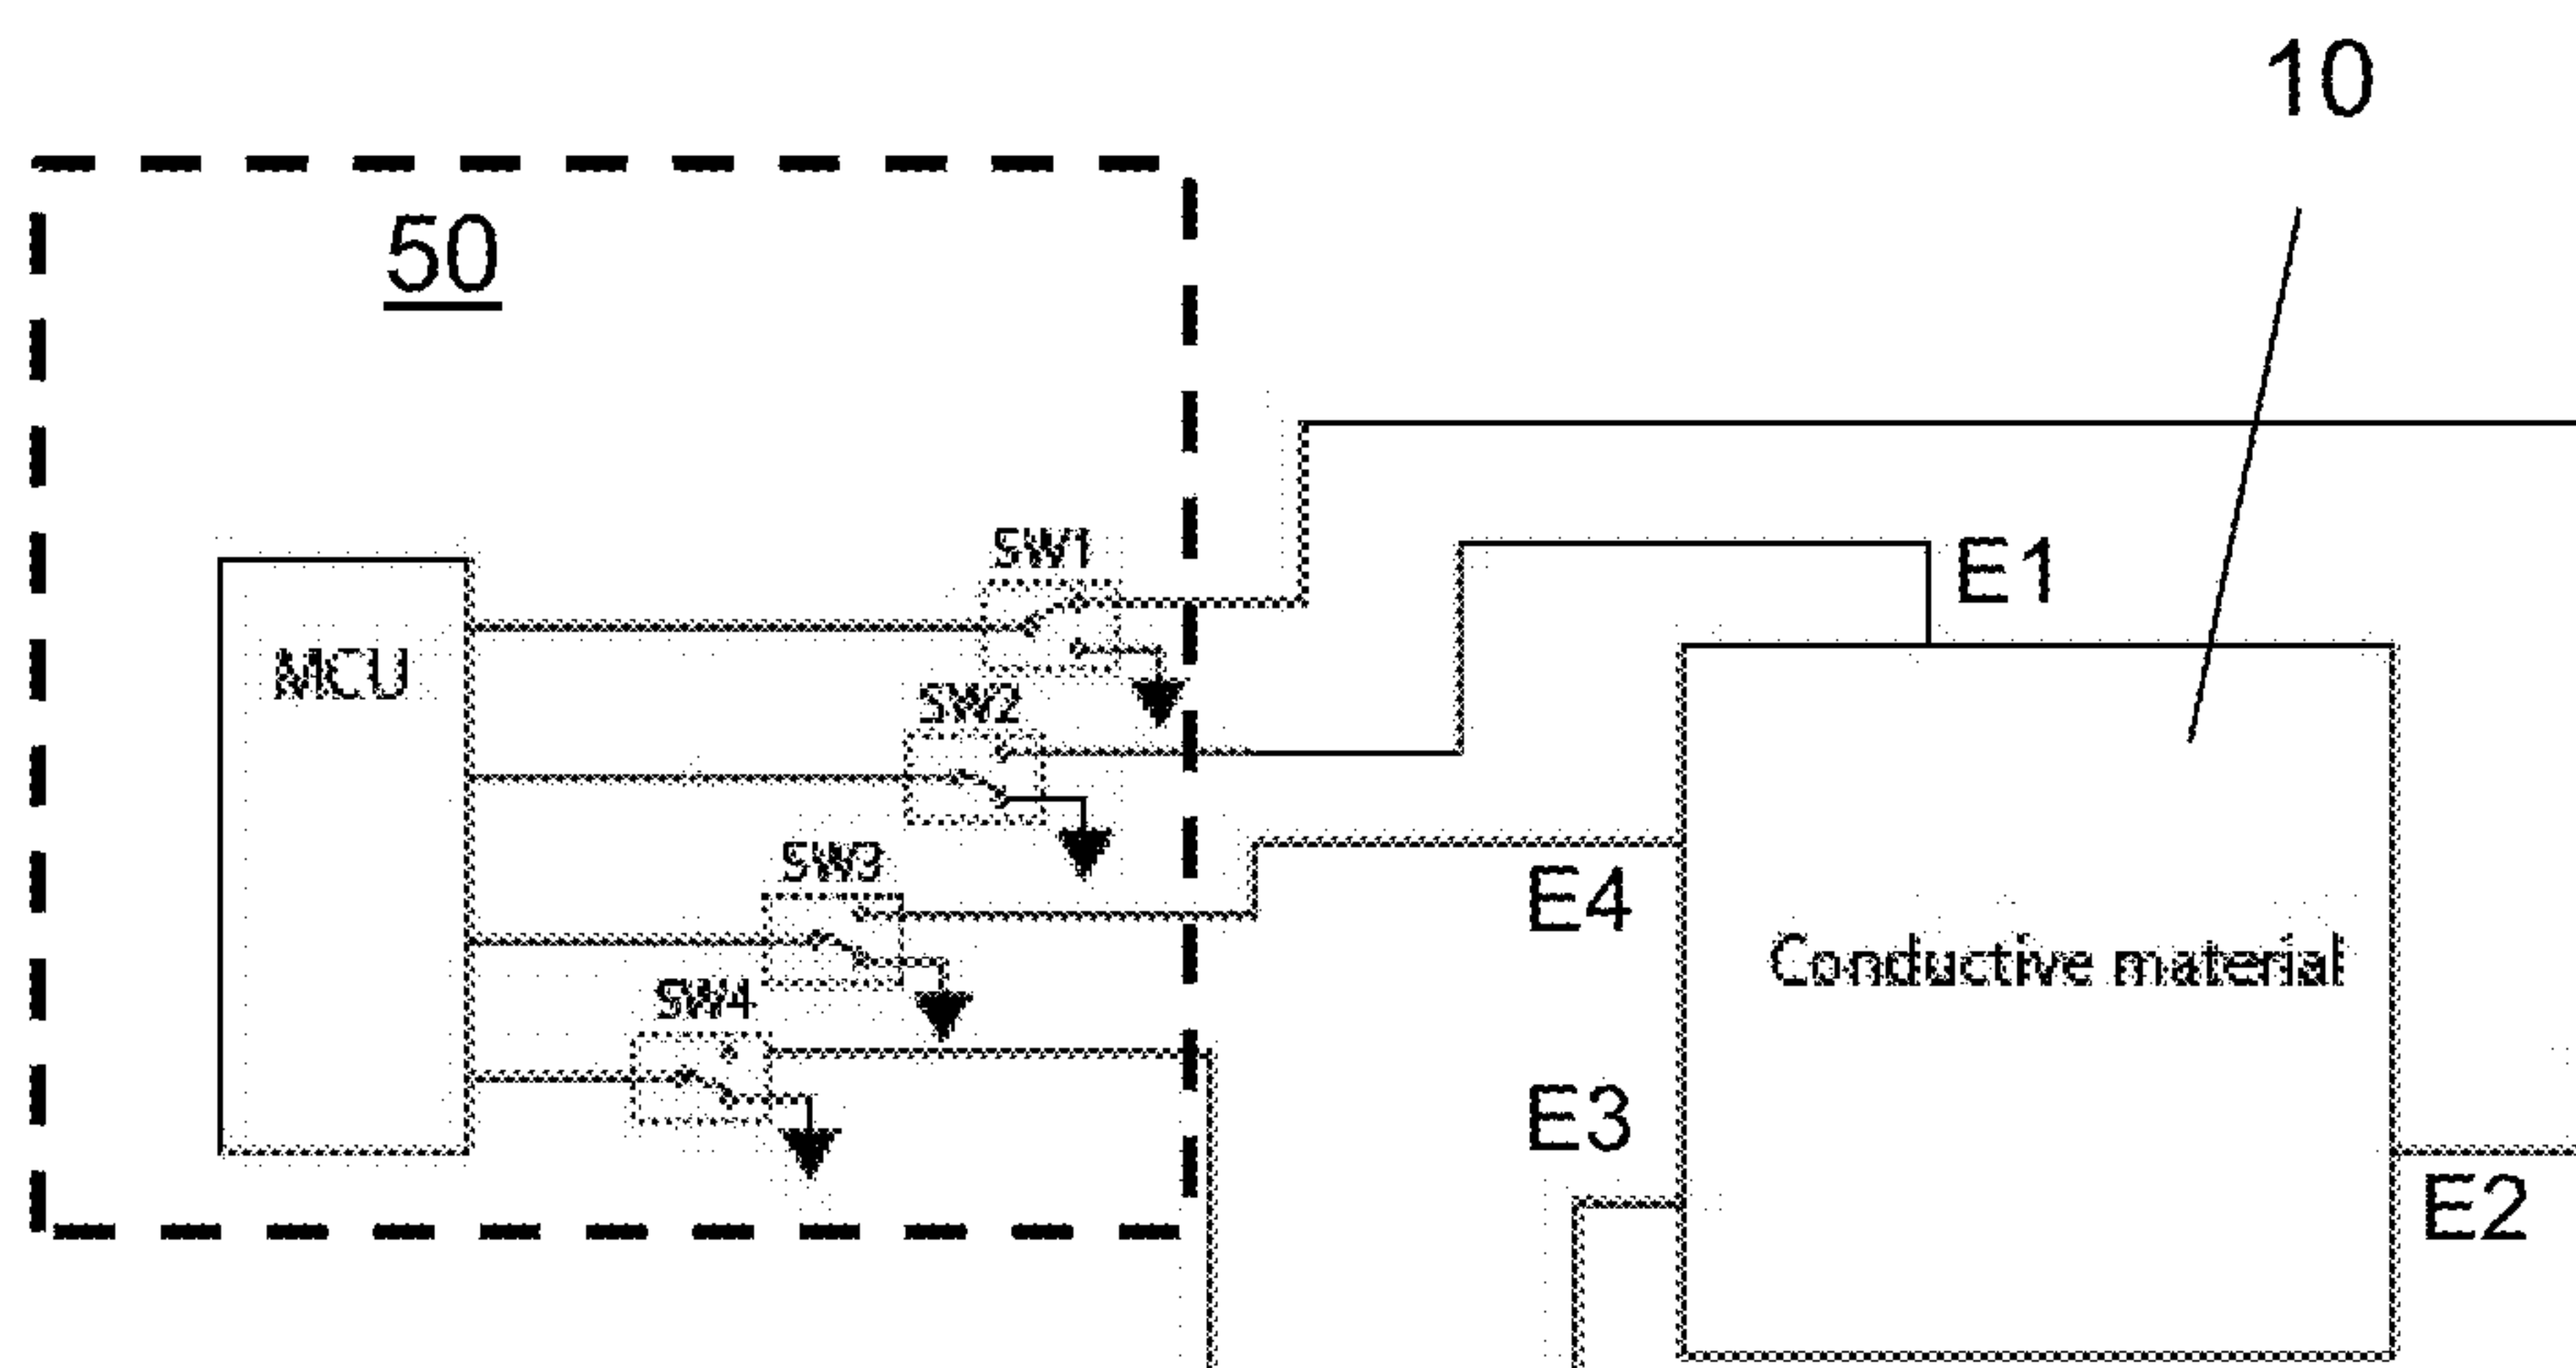 10
50
SW1
E1
MCU
SW2
SW3
E4
Conductive material
SW4
E3
E2